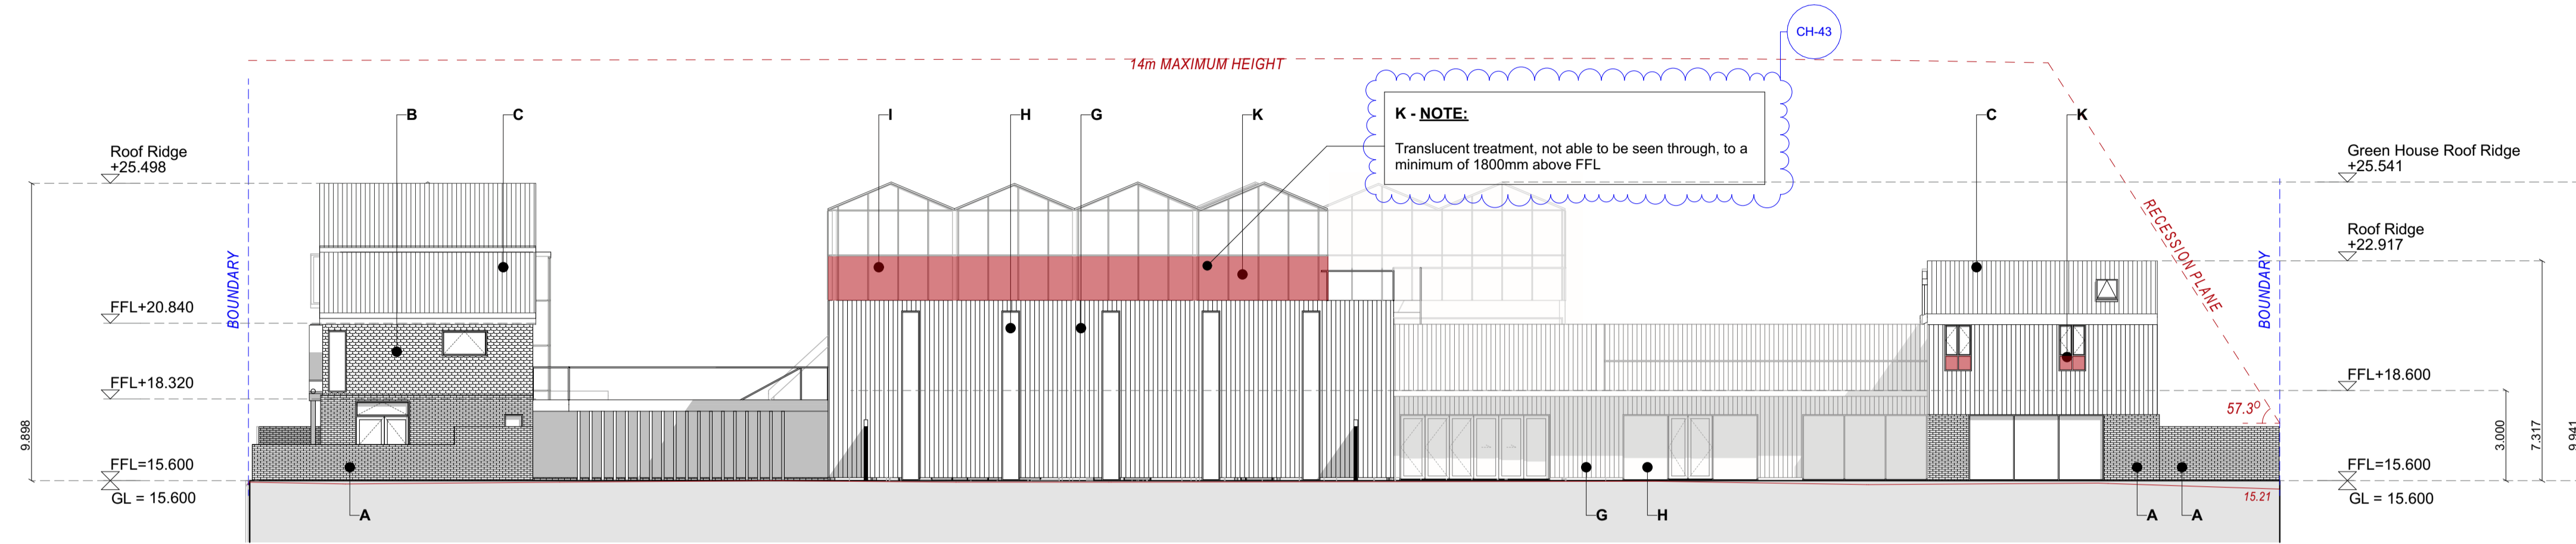 CH-43
14m MAXIMUM HEIGHT
B
C
I
H
G
K
K - NOTE:
Translucent treatment, not able to be seen through, to a
minimum of 1800mm above FFL
C
K
Roof Ridge
+25.498
Green House Roof Ridge
+25.541
RECESSION PLANE
Roof Ridge
+22.917
BOUNDARY
BOUNDARY
FFL+20.840
FFL+18.320
FFL+18.600
57.3⁰
9.898
3.000
7.317
9.941
FFL=15.600
GL = 15.600
FFL=15.600
GL = 15.600
15.21
A
G
H
A
A